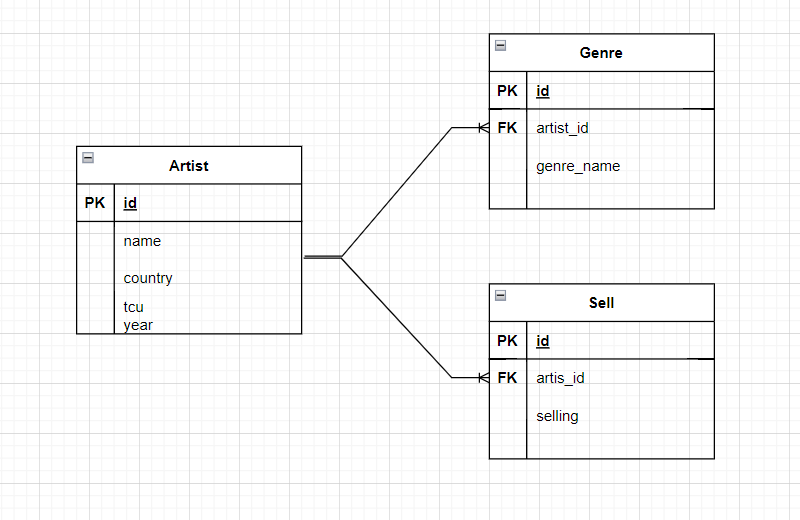 Artist
PK id
name
country
tcu
year
Genre
PK id
FK artist_id
genre_name
Sell
PK id
FK artis_id
selling